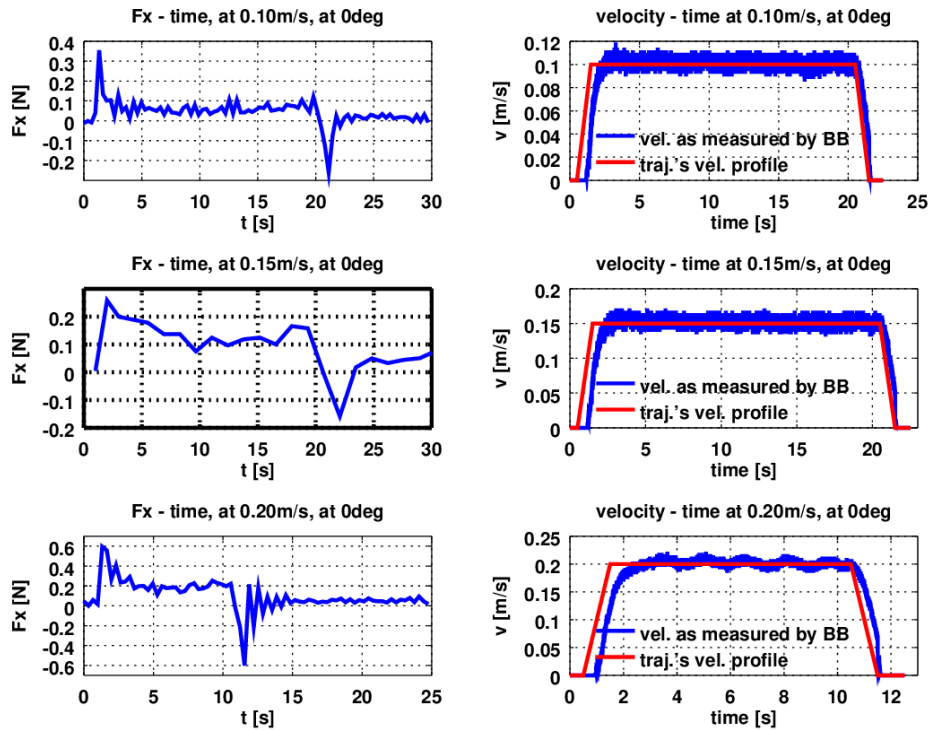 Fx - time, at 0.10m/s, at 0deg
0.4
0.3
0.2
0.1
0
-0.1
-0.2
Fx [N]
0 5 10 15 20 25 30
t [s]
velocity - time at 0.10m/s, at 0deg
0.12
0.1
0.08
0.06
0.04
0.02
0
v [m/s]
vel. as measured by BB
traj.'s vel. profile
0 5 10 15 20 25
time [s]
Fx - time, at 0.15m/s, at 0deg
0.2
0.1
0
-0.1
-0.2
Fx [N]
0 5 10 15 20 25 30
t [s]
velocity - time at 0.15m/s, at 0deg
0.2
0.15
0.1
0.05
0
v [m/s]
vel. as measured by BB
traj.'s vel. profile
0 5 10 15 20
time [s]
Fx - time, at 0.20m/s, at 0deg
0.6
0.4
0.2
0
-0.2
-0.4
-0.6
Fx [N]
0 5 10 15 20 25
t [s]
velocity - time at 0.20m/s, at 0deg
0.25
0.2
0.15
0.1
0.05
0
v [m/s]
vel. as measured by BB
traj.'s vel. profile
0 2 4 6 8 10 12
time [s]